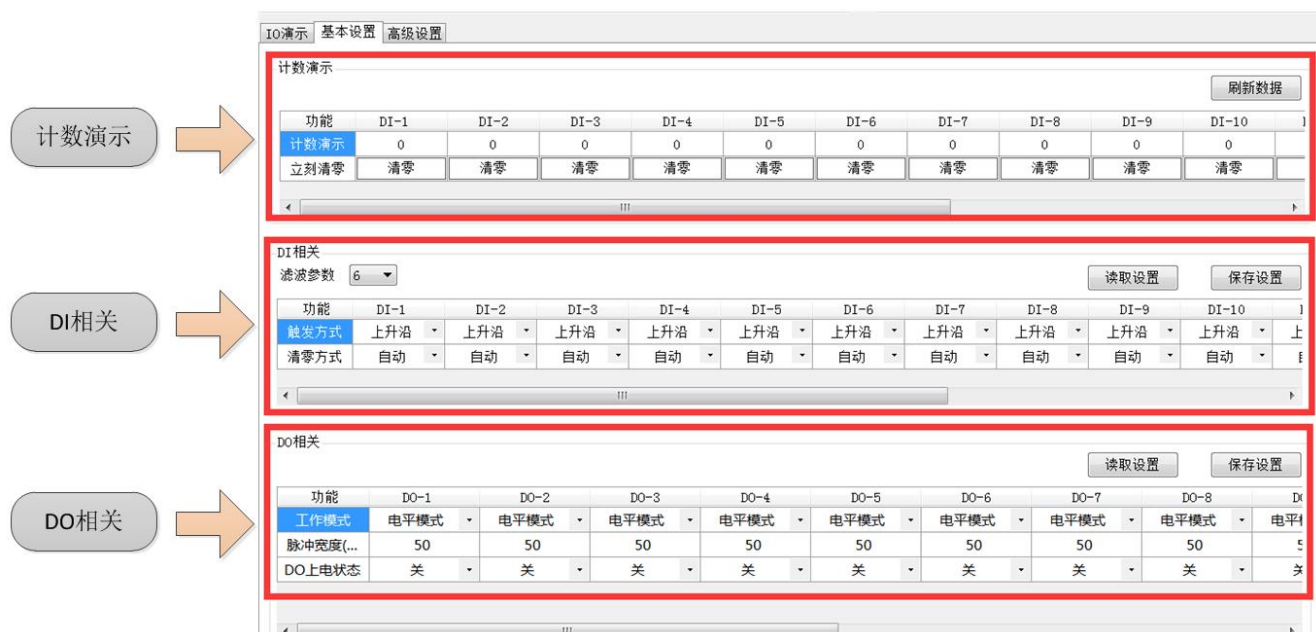 IO演示 基本设置 高级设置
计数演示
刷新数据
计数演示
功能 DI-1 DI-2 DI-3 DI-4 DI-5 DI-6 DI-7 DI-8 DI-9 DI-10
计数演示 0 0 0 0 0 0 0 0 0 0
立刻清零 清零 清零 清零 清零 清零 清零 清零 清零 清零 清零
DI相关
滤波参数 6 读取设置 保存设置
DI相关
功能 DI-1 DI-2 DI-3 DI-4 DI-5 DI-6 DI-7 DI-8 DI-9 DI-10
触发方式 上升沿 上升沿 上升沿 上升沿 上升沿 上升沿 上升沿 上升沿 上升沿 上升沿 上
清零方式 自动 自动 自动 自动 自动 自动 自动 自动 自动 自动
DO相关
读取设置 保存设置
DO相关
功能 DO-1 DO-2 DO-3 DO-4 DO-5 DO-6 DO-7 DO-8
工作模式 电平模式 电平模式 电平模式 电平模式 电平模式 电平模式 电平模式 电平模式 电平
脉冲宽度(... 50 50 50 50 50 50 50 50
DO上电状态 关 关 关 关 关 关 关 关